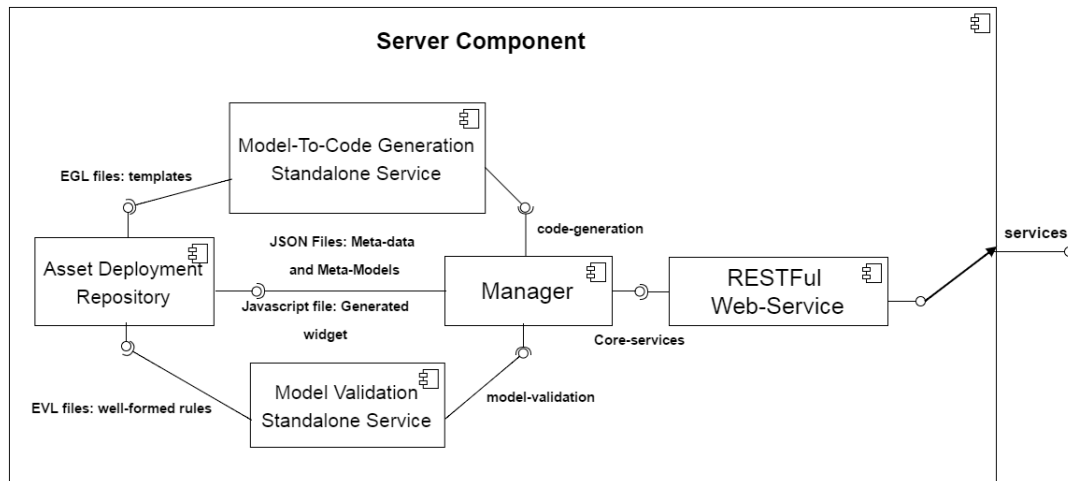 Server Component
Model-To-Code Generation
Standalone Service
EGL files: templates
code-generation
services
JSON Files: Meta-data
and Meta-Models
Asset Deployment
Repository
Manager
RESTFul
Web-Service
Javascript file: Generated
widget
Core-services
Model Validation
Standalone Service
model-validation
EVL files: well-formed rules